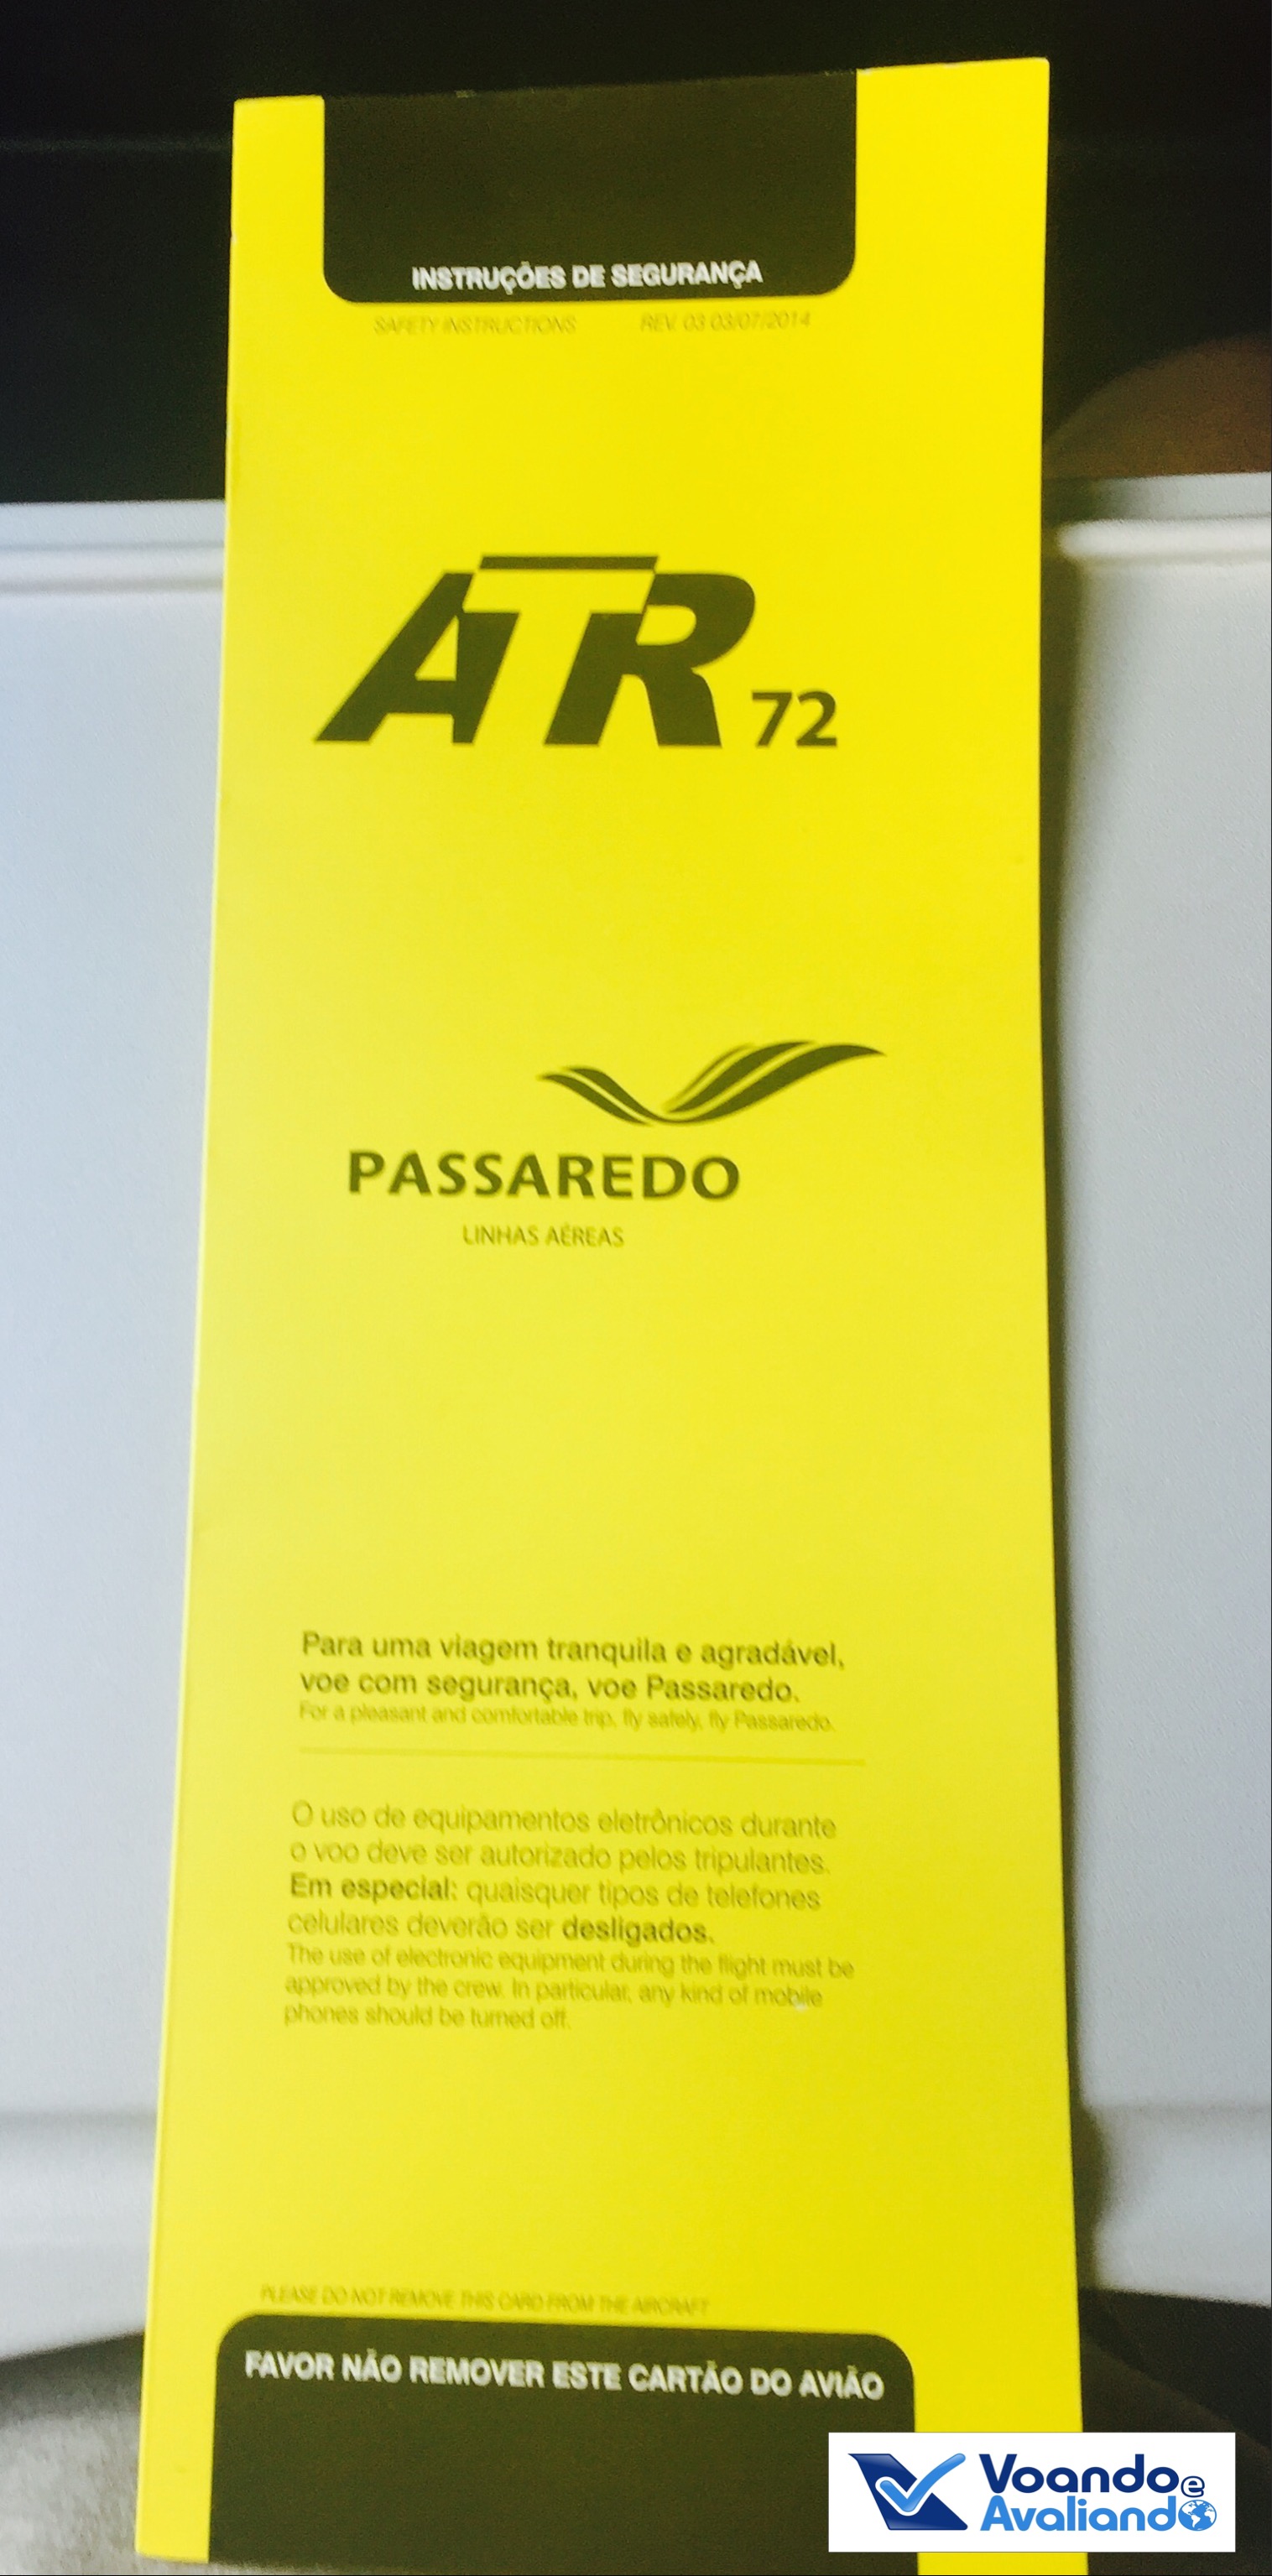 INSTRUÇÕES DE SEGURANÇA
SAFETY INSTRUCTIONS REV. 03 03/07/2014
ATR 72
PASSAREDO
LINHAS AÉREAS
Para uma viagem tranquila e agradável,
voe com segurança, voe Passaredo.
For a pleasant and comfortable trip, fly safely, fly Passaredo.
O uso de equipamentos eletrônicos durante
o voo deve ser autorizado pelos tripulantes.
Em especial: quaisquer tipos de telefones
celulares deverão ser desligados.
The use of electronic equipment during the flight must be
approved by the crew. In particular, any kind of mobile
phones should be turned off.
PLEASE DO NOT REMOVE THIS CARD FROM THE AIRCRAFT
FAVOR NÃO REMOVER ESTE CARTÃO DO AVIÃO
Voando e
Avaliando